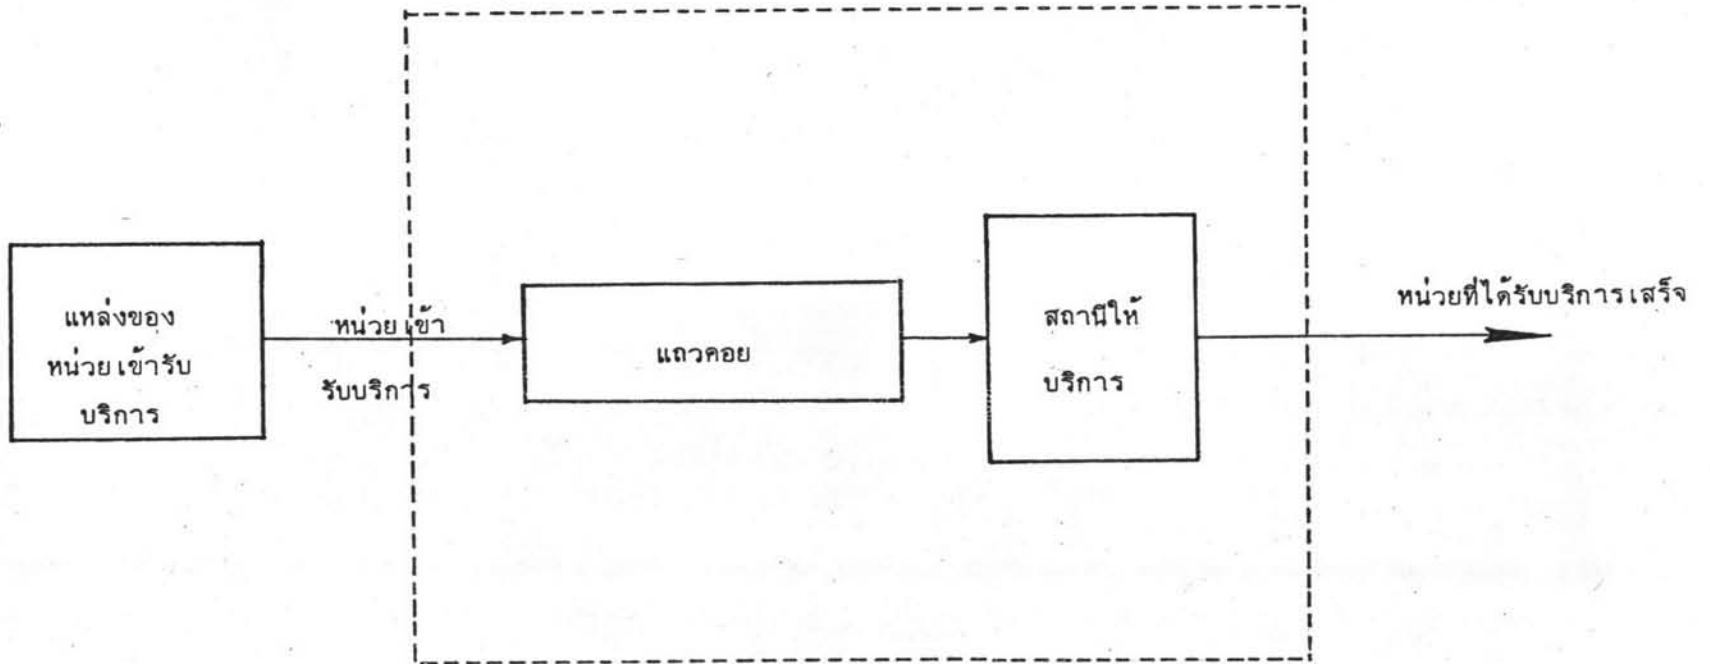 แหล่งของ
หน่วยเข้ารับ
บริการ
หน่วยเข้า
รับบริการ
แถวคอย
สถานีให้
บริการ
หน่วยที่ได้รับบริการเสร็จ